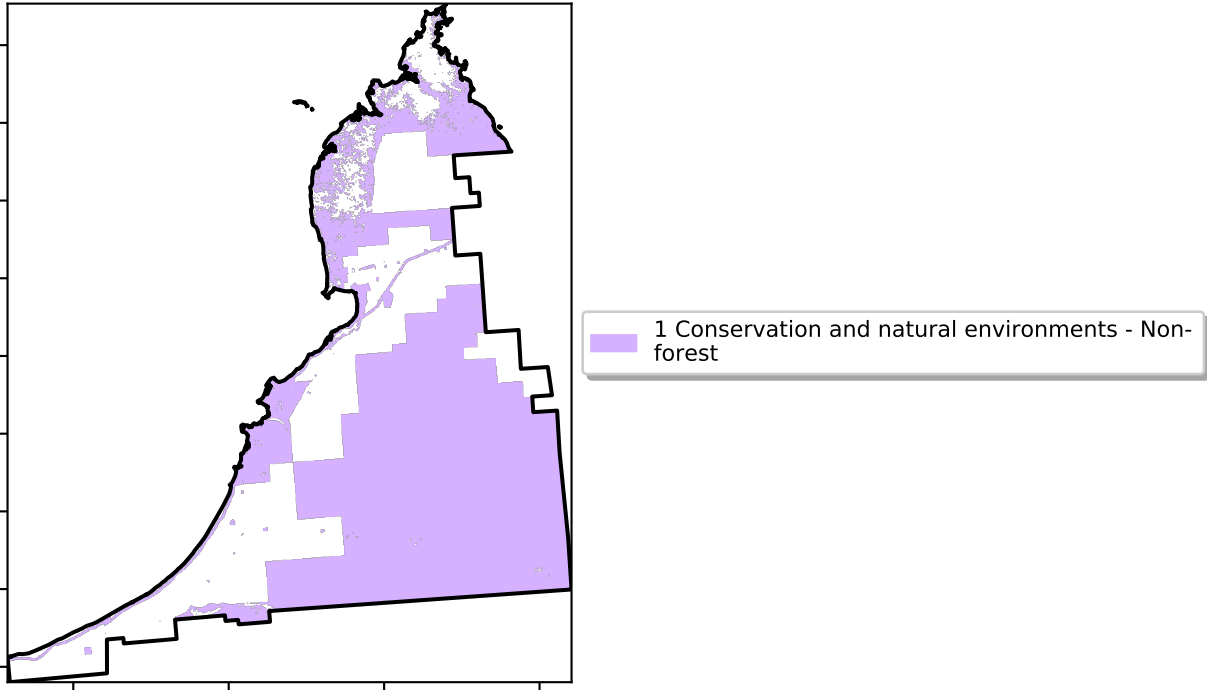 1 Conservation and natural environments - Non-
forest